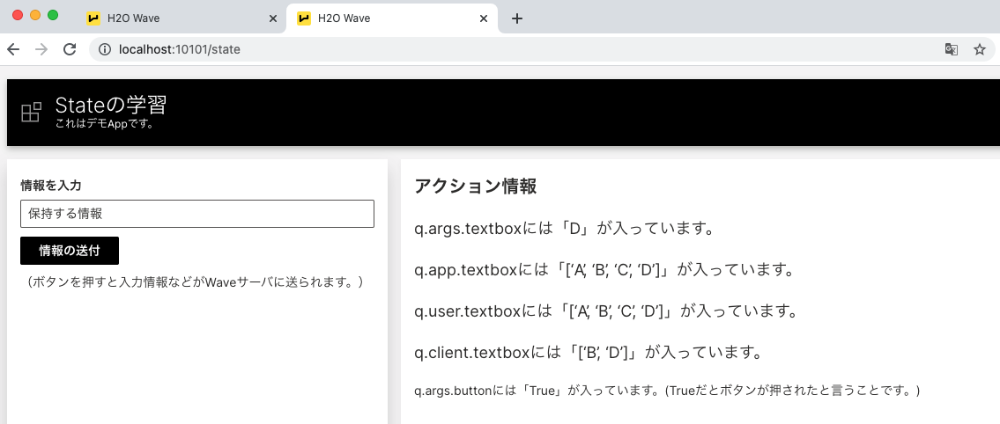 H2O Wave
H2O Wave
localhost:10101/state
Stateの学習
これはデモAppです。
情報を入力
保持する情報
情報の送付
（ボタンを押すと入力情報などがWaveサーバに送られます。）
アクション情報
q.args.textboxには「D」が入っています。
q.app.textboxには「[‘A’, ‘B’, ‘C’, ‘D’]」が入っています。
q.user.textboxには「[‘A’, ‘B’, ‘C’, ‘D’]」が入っています。
q.client.textboxには「[‘B’, ‘D’]」が入っています。
q.args.buttonには「True」が入っています。(Trueだとボタンが押されたと言うことです。)